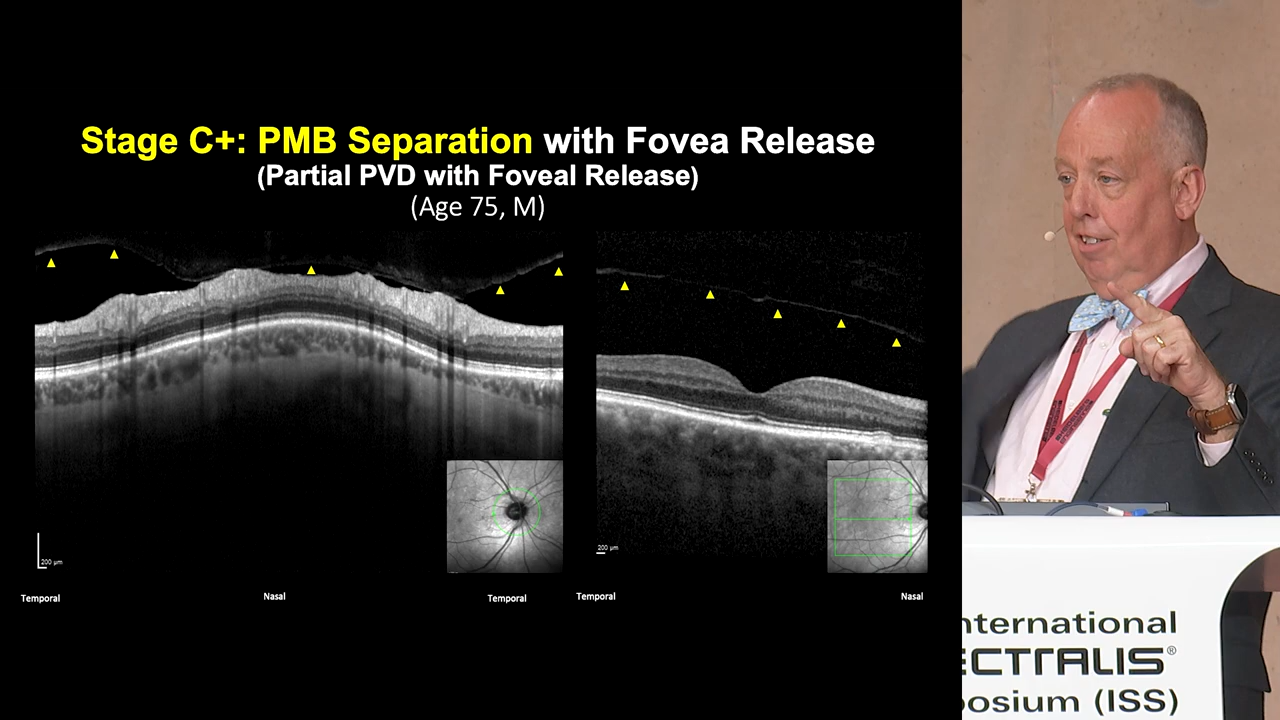 Stage C+: PMB Separation with Fovea Release
(Partial PVD with Foveal Release)
(Age 75, M)
200 µm
200 µm
Temporal
Nasal
Temporal
Temporal
Nasal
nternational
ECTRALIS®
posium (ISS)